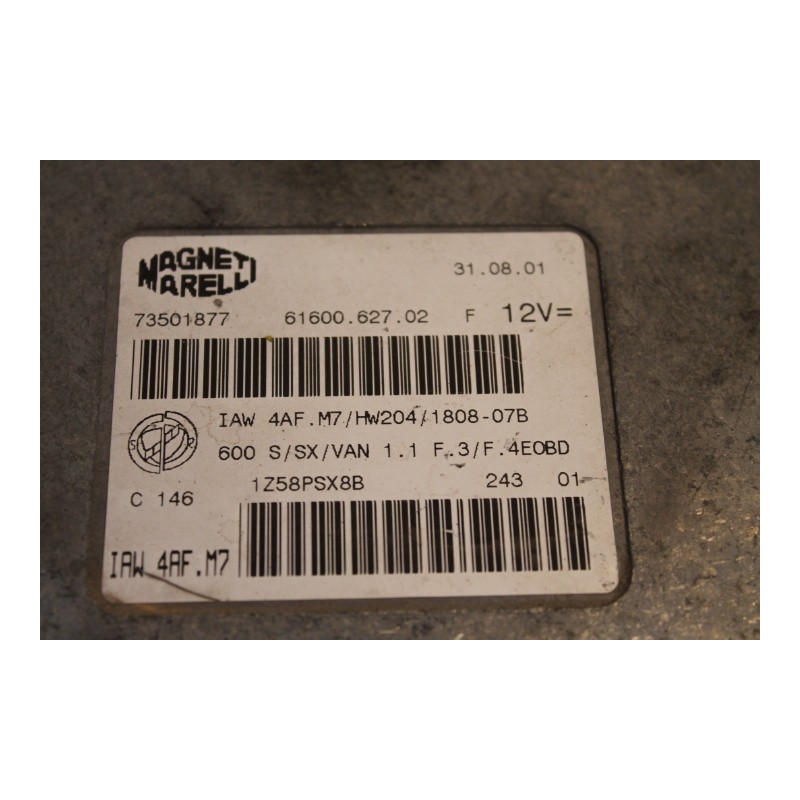 MAGNETI
MARELLI
31.08.01
73501877 61600.627.02 F 12V=
IAW 4AF.M7/HW204/1808-07B
600 S/SX/VAN 1.1 F.3/F.4EOBD
C 146 1Z58PSX8B 243 01
IAW 4AF.M7